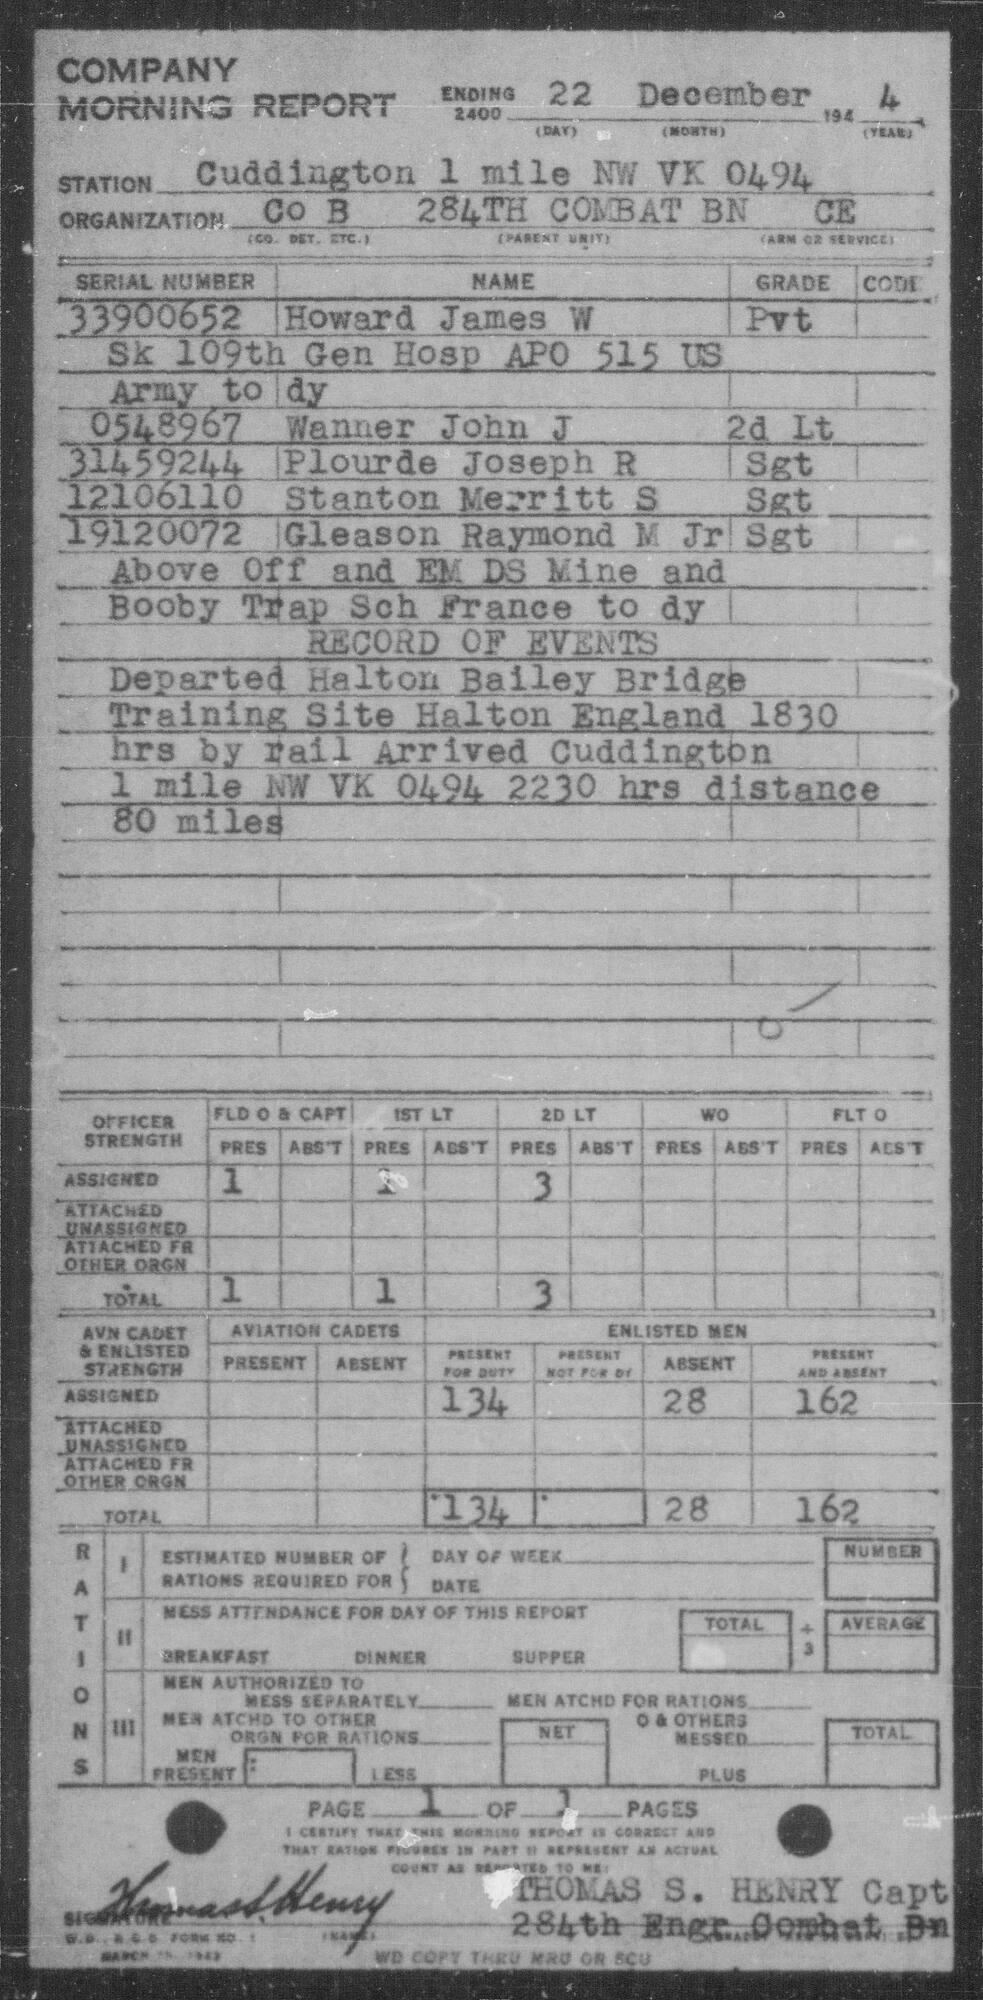 COMPANY
MORNING REPORT ENDING 2400 22 December 194 4
(DAY) (MONTH) (YEAR)
STATION Cuddington 1 mile NW VK 0494
ORGANIZATION Co B 284TH COMBAT BN CE
(CO. DET. ETC.) (PARENT UNIT) (ARM OR SERVICE)
SERIAL NUMBER NAME GRADE CODE
33900652 Howard James W Pvt
Sk 109th Gen Hosp APO 515 US
Army to dy
0548967 Wanner John J 2d Lt
31459244 Plourde Joseph R Sgt
12106110 Stanton Merritt S Sgt
19120072 Gleason Raymond M Jr Sgt
Above Off and EM DS Mine and
Booby Trap Sch France to dy
RECORD OF EVENTS
Departed Halton Bailey Bridge
Training Site Halton England 1830
hrs by rail Arrived Cuddington
1 mile NW VK 0494 2230 hrs distance
80 miles
OFFICER STRENGTH FLD O & CAPT 1ST LT 2D LT WO FLT O
PRES ABS'T PRES ABS'T PRES ABS'T PRES ABS'T PRES ABS'T
ASSIGNED 1 1 3
ATTACHED
UNASSIGNED
ATTACHED FR
OTHER ORGN
TOTAL 1 1 3
AVN CADET & ENLISTED STRENGTH AVIATION CADETS ENLISTED MEN
PRESENT ABSENT PRESENT FOR DUTY PRESENT NOT FOR DY ABSENT PRESENT AND ABSENT
ASSIGNED 134 28 162
ATTACHED
UNASSIGNED
ATTACHED FR
OTHER ORGN
TOTAL 134 28 162
RATIONS
I ESTIMATED NUMBER OF DAY OF WEEK NUMBER
RATIONS REQUIRED FOR DATE
II MESS ATTENDANCE FOR DAY OF THIS REPORT TOTAL ÷ 3 AVERAGE
BREAKFAST DINNER SUPPER
III MEN AUTHORIZED TO
MESS SEPARATELY MEN ATCHD FOR RATIONS
MEN ATCHD TO OTHER O & OTHERS
ORGN FOR RATIONS NET MESSED TOTAL
MEN
PRESENT LESS PLUS
PAGE 1 OF 1 PAGES
I CERTIFY THAT THIS MORNING REPORT IS CORRECT AND
THAT RATION FIGURES IN PART II REPRESENT AN ACTUAL
COUNT AS REPORTED TO ME:
Thomas S. Henry THOMAS S. HENRY Capt
SIGNATURE 284th Engr Combat Bn
W.D., A.G.O. FORM NO. 1 (NAME)
MARCH 15, 1943 WD COPY THRU MRU OR SCU